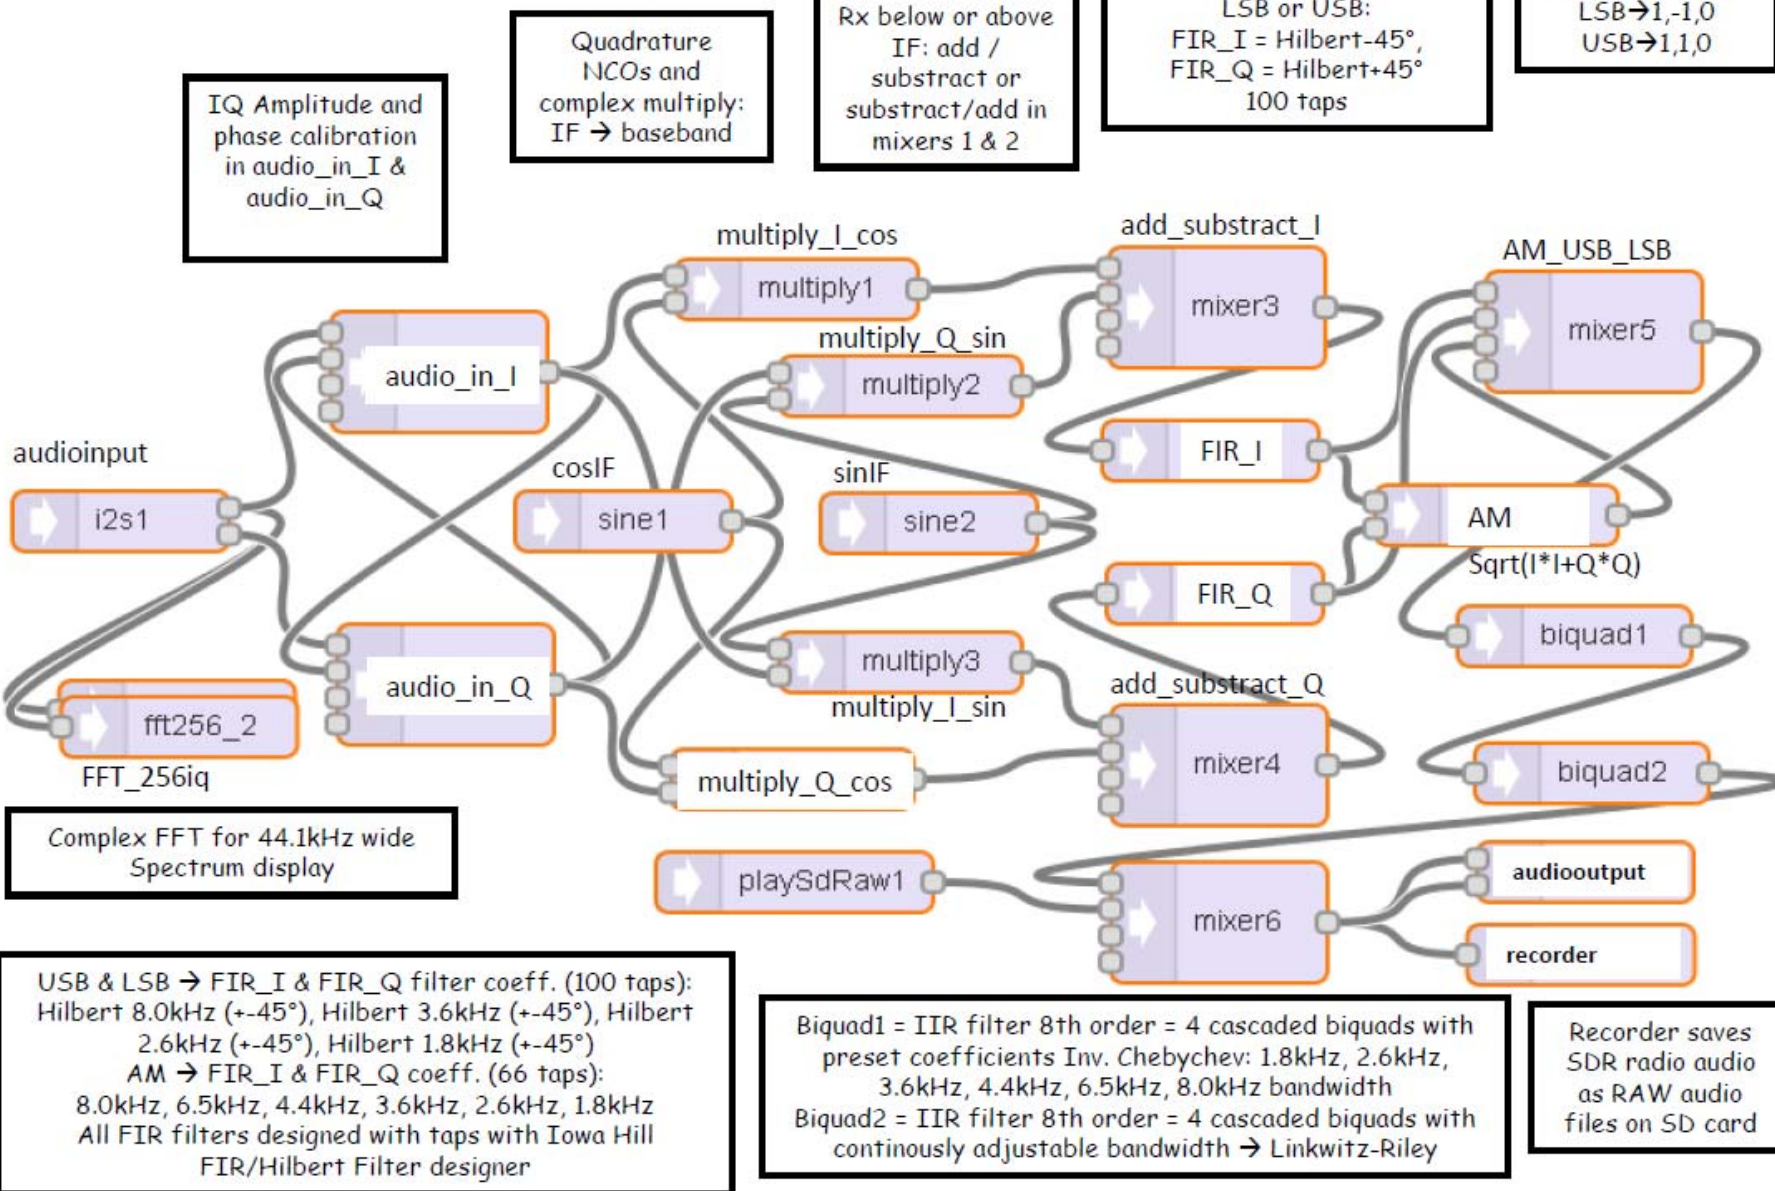 IQ Amplitude and
phase calibration
in audio_in_I &
audio_in_Q
Quadrature
NCOs and
complex multiply:
IF → baseband
Rx below or above
IF: add /
substract or
substract/add in
mixers 1 & 2
LSB or USB:
FIR_I = Hilbert-45°,
FIR_Q = Hilbert+45°
100 taps
LSB→1,-1,0
USB→1,1,0
multiply_I_cos
multiply1
add_substract_I
mixer3
AM_USB_LSB
mixer5
audio_in_I
multiply_Q_sin
multiply2
audioinput
i2s1
cosIF
sine1
sinIF
sine2
FIR_I
AM
Sqrt(I*I+Q*Q)
FIR_Q
biquad1
audio_in_Q
multiply3
multiply_I_sin
add_substract_Q
mixer4
fft256_2
FFT_256iq
multiply_Q_cos
biquad2
Complex FFT for 44.1kHz wide
Spectrum display
playSdRaw1
mixer6
audiooutput
recorder
USB & LSB → FIR_I & FIR_Q filter coeff. (100 taps):
Hilbert 8.0kHz (+-45°), Hilbert 3.6kHz (+-45°), Hilbert
2.6kHz (+-45°), Hilbert 1.8kHz (+-45°)
AM → FIR_I & FIR_Q coeff. (66 taps):
8.0kHz, 6.5kHz, 4.4kHz, 3.6kHz, 2.6kHz, 1.8kHz
All FIR filters designed with taps with Iowa Hill
FIR/Hilbert Filter designer
Biquad1 = IIR filter 8th order = 4 cascaded biquads with
preset coefficients Inv. Chebychev: 1.8kHz, 2.6kHz,
3.6kHz, 4.4kHz, 6.5kHz, 8.0kHz bandwidth
Biquad2 = IIR filter 8th order = 4 cascaded biquads with
continously adjustable bandwidth → Linkwitz-Riley
Recorder saves
SDR radio audio
as RAW audio
files on SD card